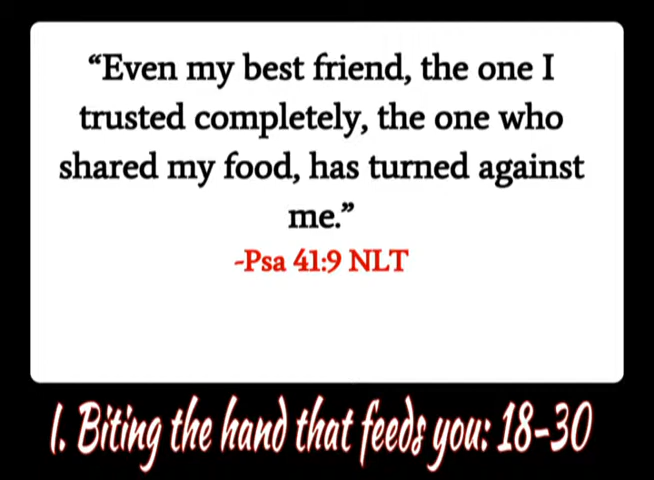 “Even my best friend, the one I
trusted completely, the one who
shared my food, has turned against
me.”
-Psa 41:9 NLT
I. Biting the hand that feeds you: 18-30